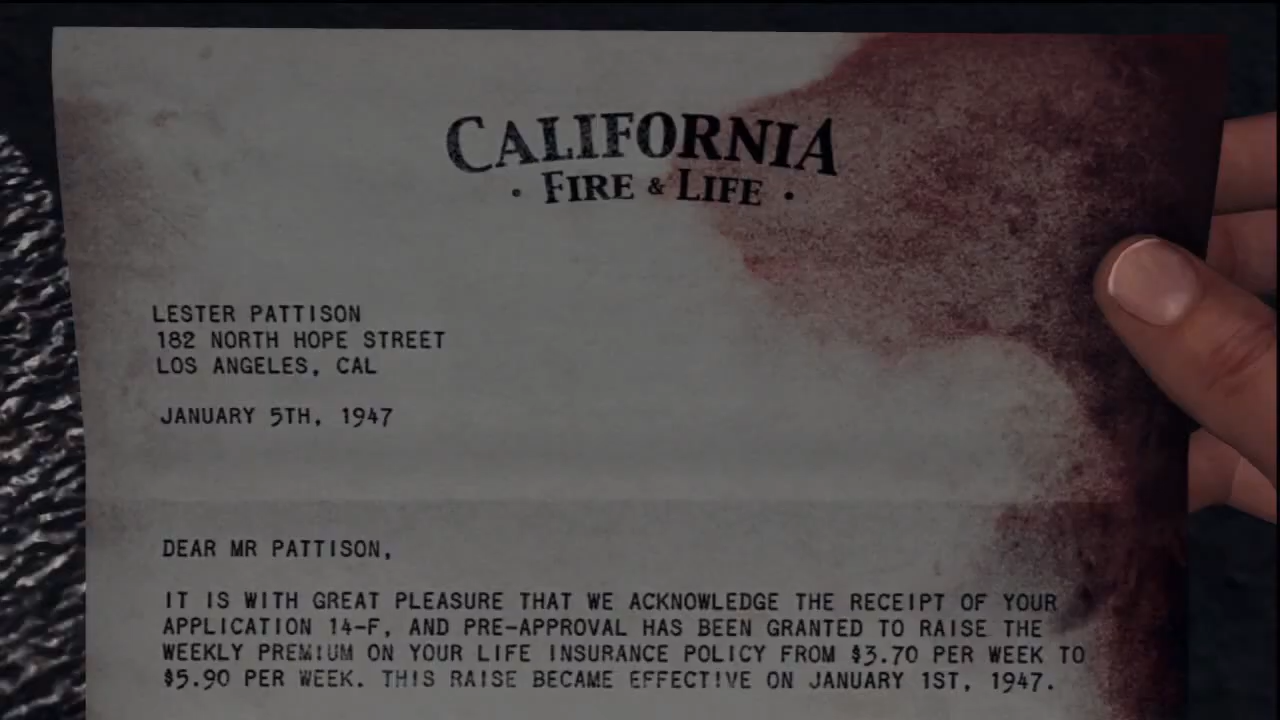 CALIFORNIA
· FIRE & LIFE ·
LESTER PATTISON
182 NORTH HOPE STREET
LOS ANGELES, CAL
JANUARY 5TH, 1947
DEAR MR PATTISON,
IT IS WITH GREAT PLEASURE THAT WE ACKNOWLEDGE THE RECEIPT OF YOUR
APPLICATION 14-F, AND PRE-APPROVAL HAS BEEN GRANTED TO RAISE THE
WEEKLY PREMIUM ON YOUR LIFE INSURANCE POLICY FROM $3.70 PER WEEK TO
$5.90 PER WEEK. THIS RAISE BECAME EFFECTIVE ON JANUARY 1ST, 1947.